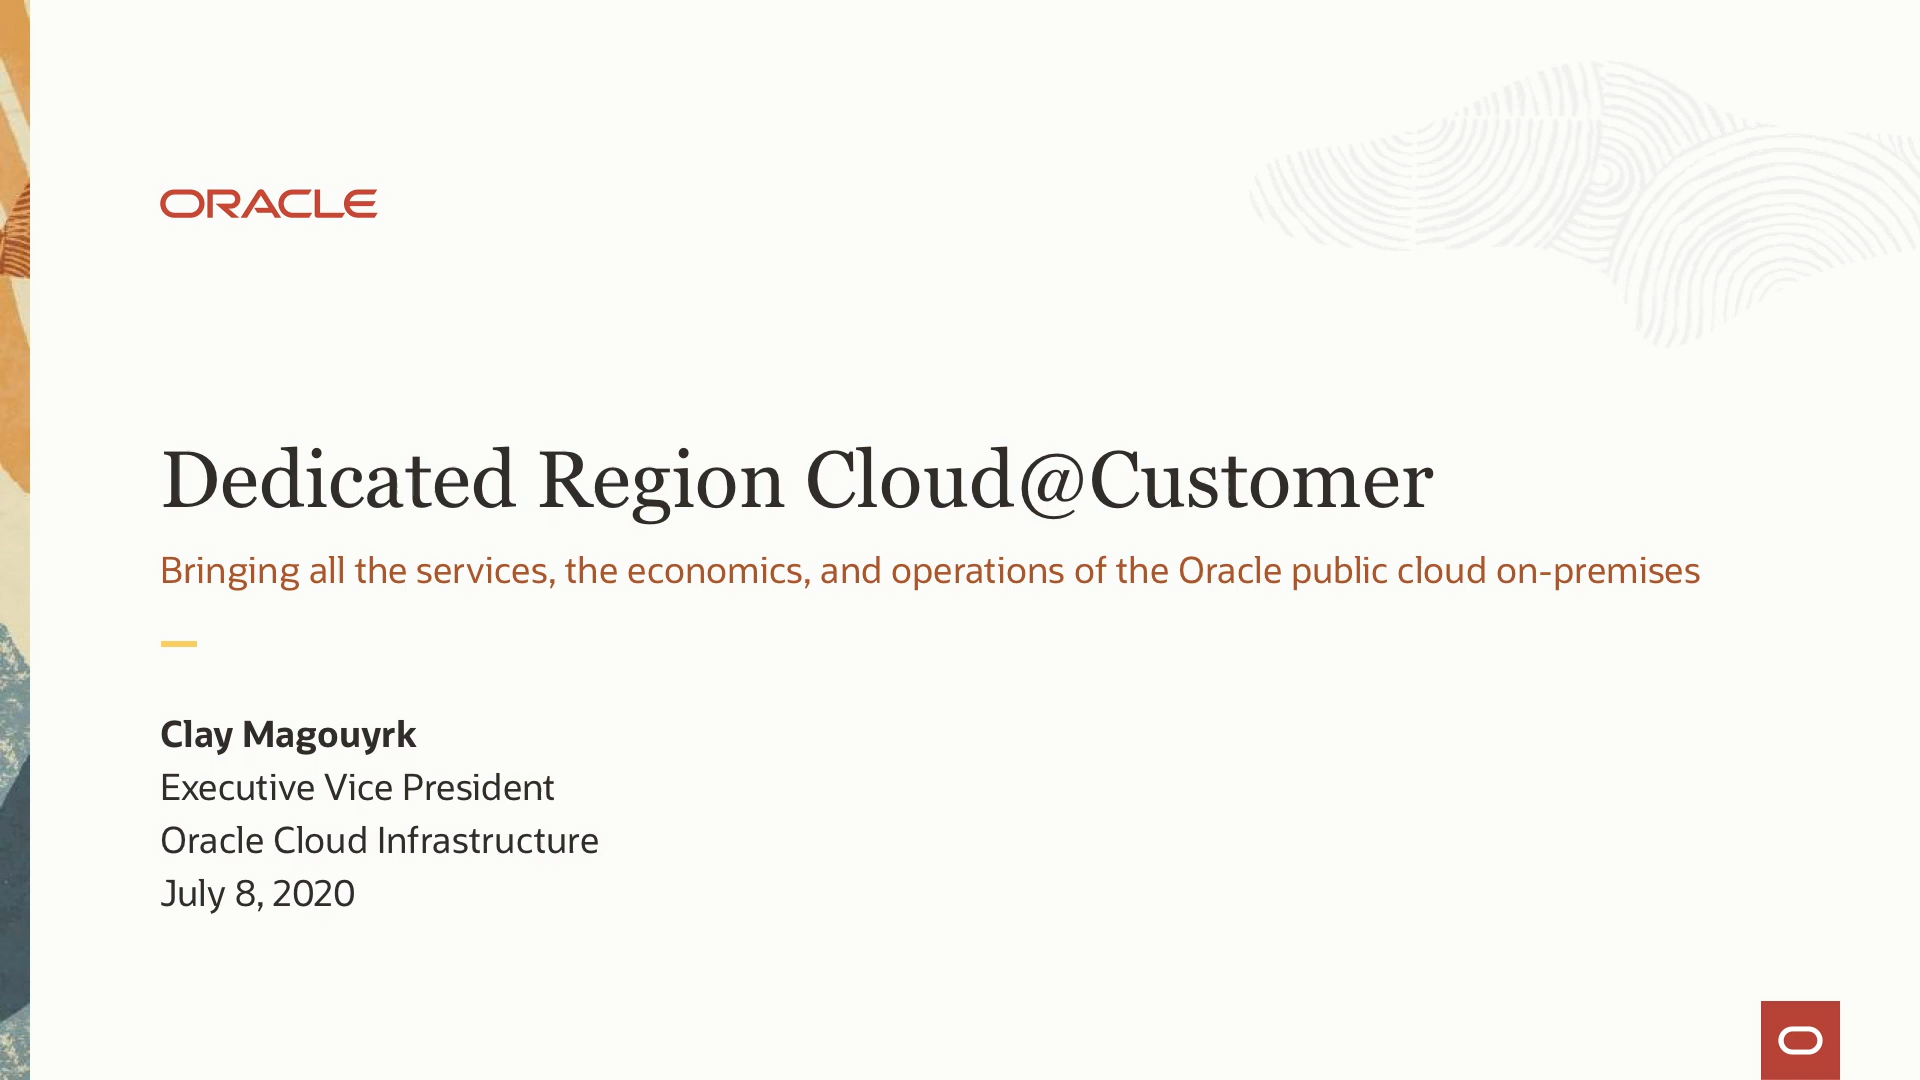 ORACLE
Dedicated Region Cloud@Customer
Bringing all the services, the economics, and operations of the Oracle public cloud on-premises
Clay Magouyrk
Executive Vice President
Oracle Cloud Infrastructure
July 8, 2020